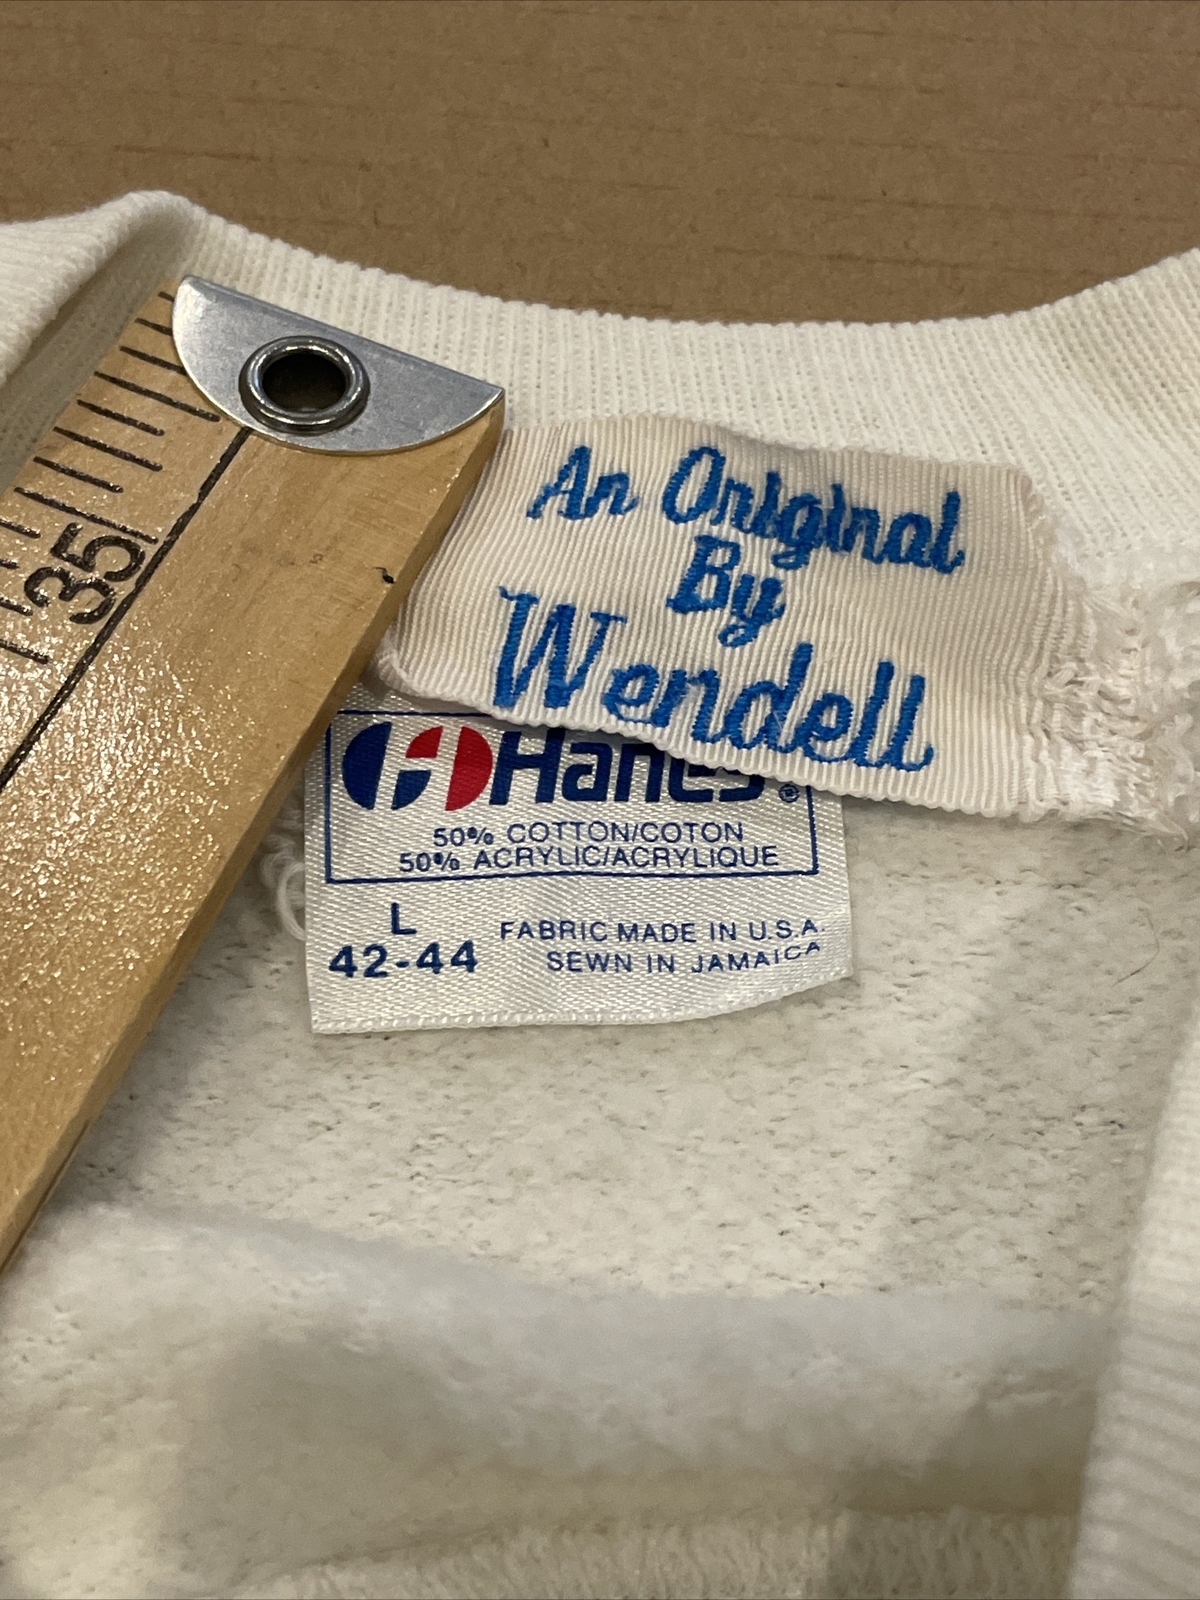 35
An Original
By
Wendell
Hanes®
50% COTTON/COTON
50% ACRYLIC/ACRYLIQUE
L
42-44
FABRIC MADE IN U.S.A.
SEWN IN JAMAICA